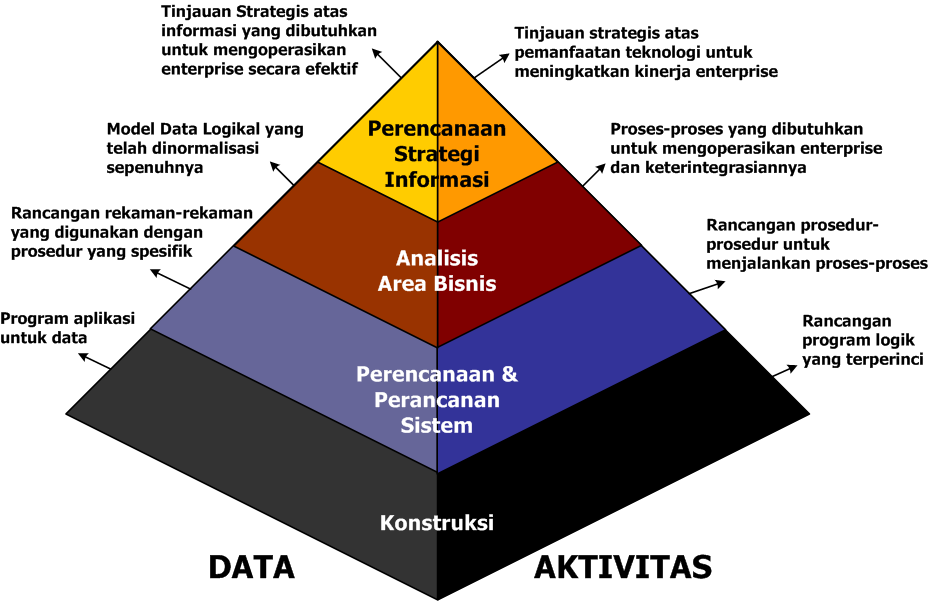 Tinjauan Strategis atas
informasi yang dibutuhkan
untuk mengoperasikan
enterprise secara efektif
Tinjauan strategis atas
pemanfaatan teknologi untuk
meningkatkan kinerja enterprise
Model Data Logikal yang
telah dinormalisasi
sepenuhnya
Perencanaan
Strategi
Informasi
Proses-proses yang dibutuhkan
untuk mengoperasikan enterprise
dan keterintegrasiannya
Rancangan rekaman-rekaman
yang digunakan dengan
prosedur yang spesifik
Analisis
Area Bisnis
Rancangan prosedur-
prosedur untuk
menjalankan proses-proses
Program aplikasi
untuk data
Perencanaan &
Perancanan
Sistem
Rancangan
program logik
yang terperinci
Konstruksi
DATA
AKTIVITAS